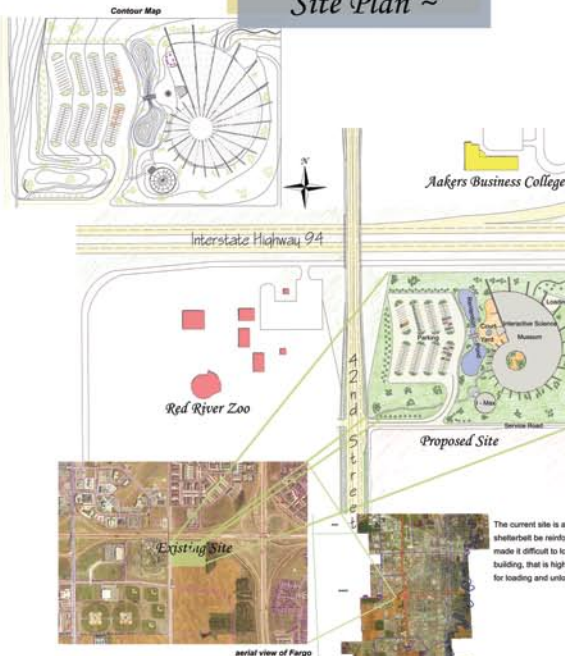 Site Plan ~
Contour Map
N
Aakers Business College
Interstate Highway 94
42nd Street
Red River Zoo
Parking
Court
Yard
Interactive Science
Museum
I-Max
Service Road
Proposed Site
Existing Site
aerial view of Fargo
The current site is a
shelterbelt be reinfo
made it difficult to lo
building, that is high
for loading and unlo